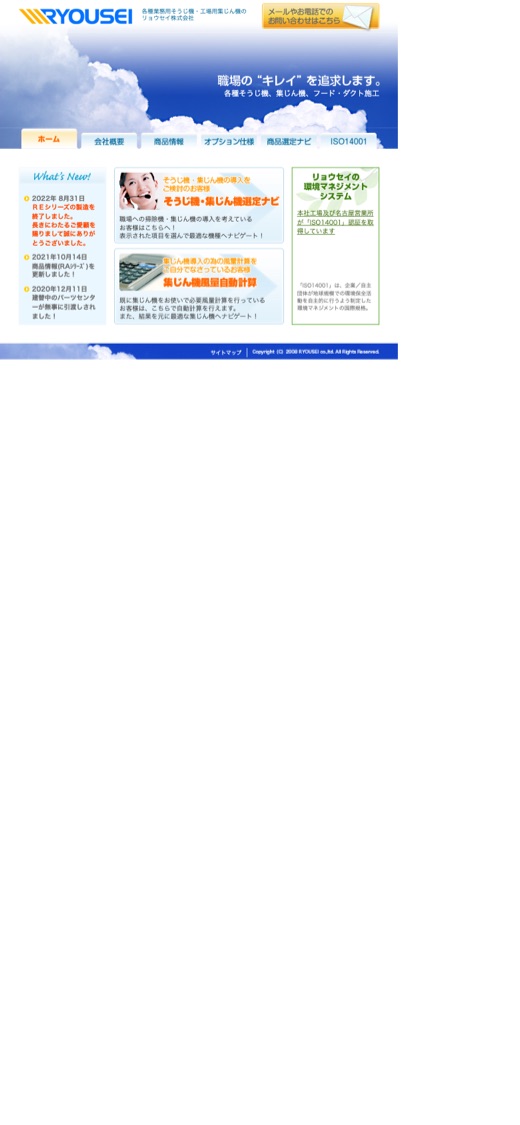 RYOUSEI
各種業務用そうじ機・工場用集じん機の
リョウセイ株式会社
メールやお電話での
お問い合わせはこちら
職場の“キレイ”を追求します。
各種そうじ機、集じん機、フード・ダクト施工
ホーム
会社概要
商品情報
オプション仕様
商品選定ナビ
ISO14001
What's New!
2022年 8月31日
ＲＥシリーズの製造を
終了しました。
長きにわたるご愛顧を
賜りまして誠にありが
とうございました。
2021年10月14日
商品情報(RAｼﾘｰｽﾞ)を
更新しました！
2020年12月11日
建替中のパーツセンタ
ーが無事に引渡しされ
ました！
そうじ機・集じん機の導入を
ご検討のお客様
そうじ機・集じん機選定ナビ
職場への掃除機・集じん機の導入を考えている
お客様はこちらへ！
表示された項目を選んで最適な機種へナビゲート！
集じん機導入の為の風量計算を
ご自分でなさっているお客様
集じん機風量自動計算
既に集じん機をお使いで必要風量計算を行っている
お客様は、こちらで自動計算を行えます。
また、結果を元に最適な集じん機へナビゲート！
リョウセイの
環境マネジメント
システム
本社工場及び名古屋営業所
が「ISO14001」認証を取
得しています
「ISO14001」は、企業／自主
団体が地球規模での環境保全活
動を自主的に行うよう制定した
環境マネジメントの国際規格。
サイトマップ
Copyright (C) 2008 RYOUSEI co.,ltd. All Rights Reserved.